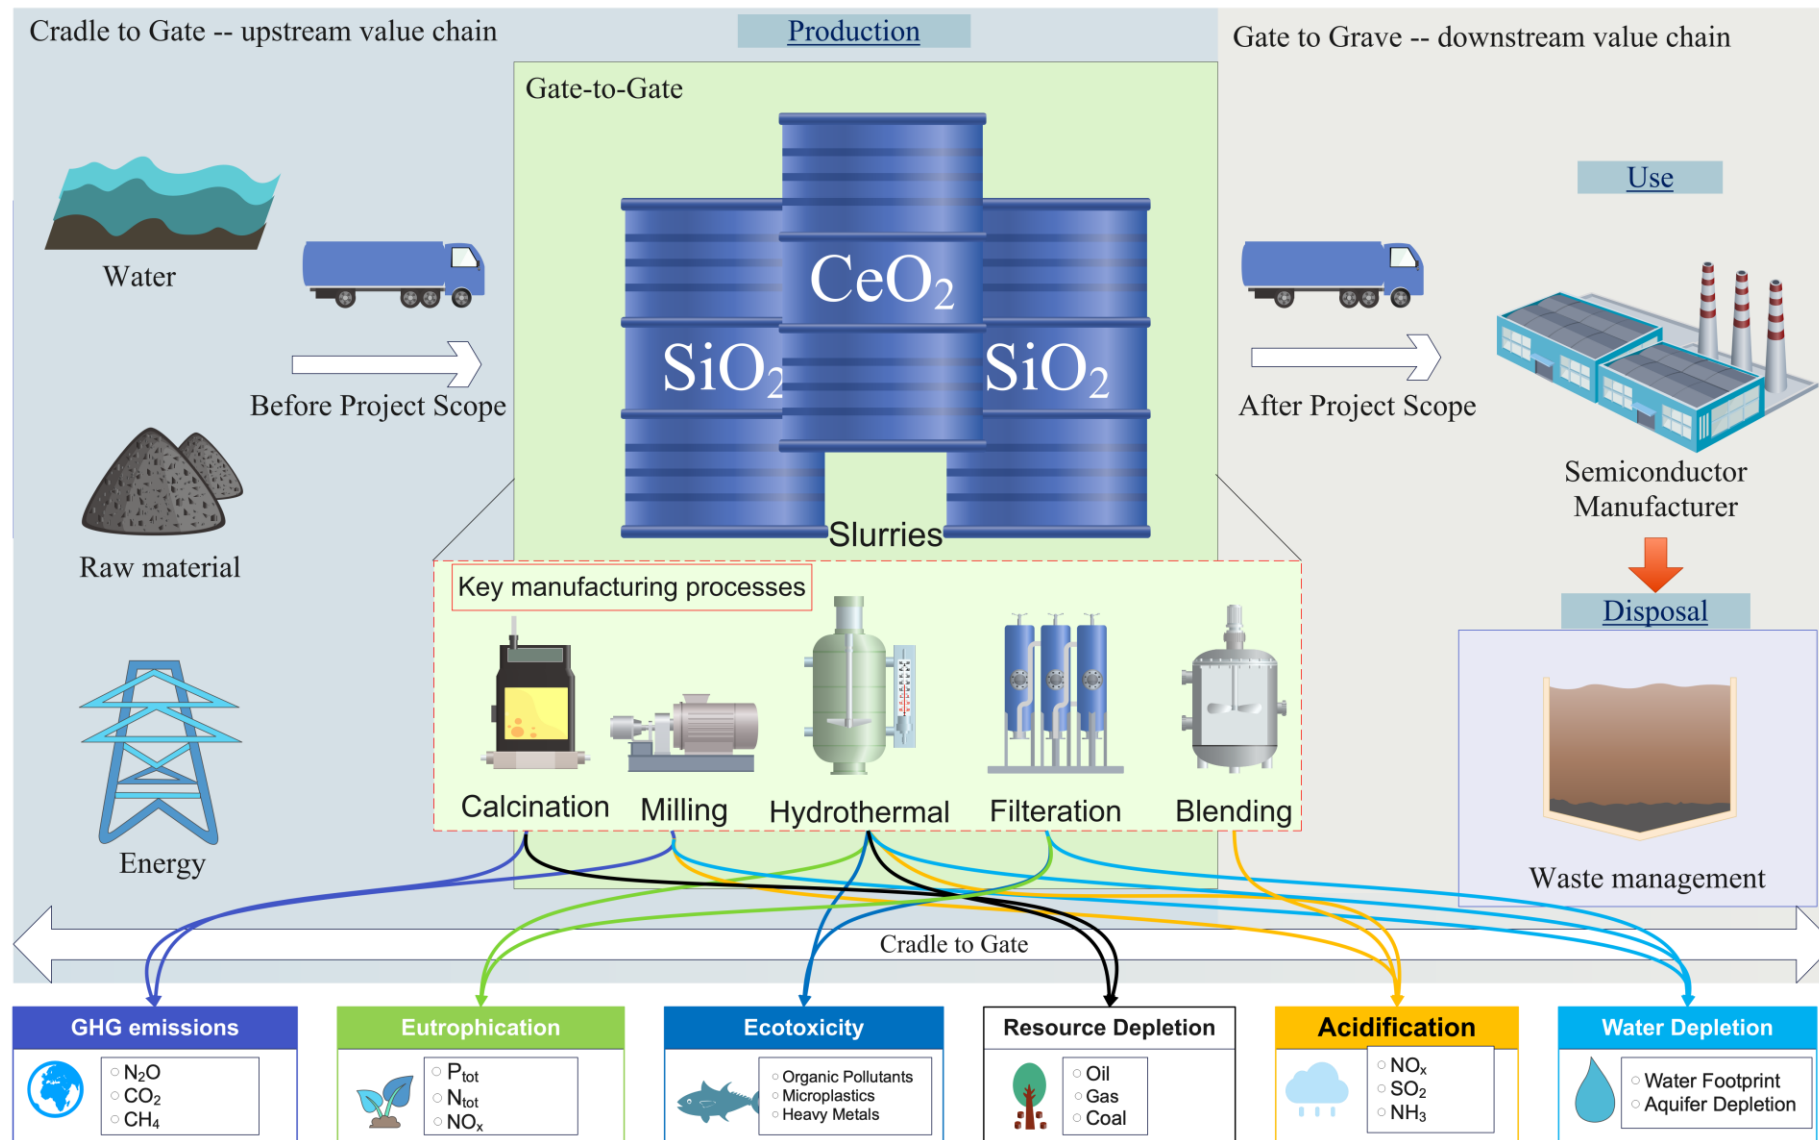 Cradle to Gate -- upstream value chain
Production
Gate to Grave -- downstream value chain
Gate-to-Gate
Use
Water
CeO₂
SiO₂
SiO₂
Before Project Scope
After Project Scope
Semiconductor
Manufacturer
Slurries
Raw material
Key manufacturing processes
Disposal
Calcination
Milling
Hydrothermal
Filteration
Blending
Energy
Waste management
Cradle to Gate
GHG emissions
N₂O
CO₂
CH₄
Eutrophication
Pₜₒₜ
Nₜₒₜ
NOₓ
Ecotoxicity
Organic Pollutants
Microplastics
Heavy Metals
Resource Depletion
Oil
Gas
Coal
Acidification
NOₓ
SO₂
NH₃
Water Depletion
Water Footprint
Aquifer Depletion